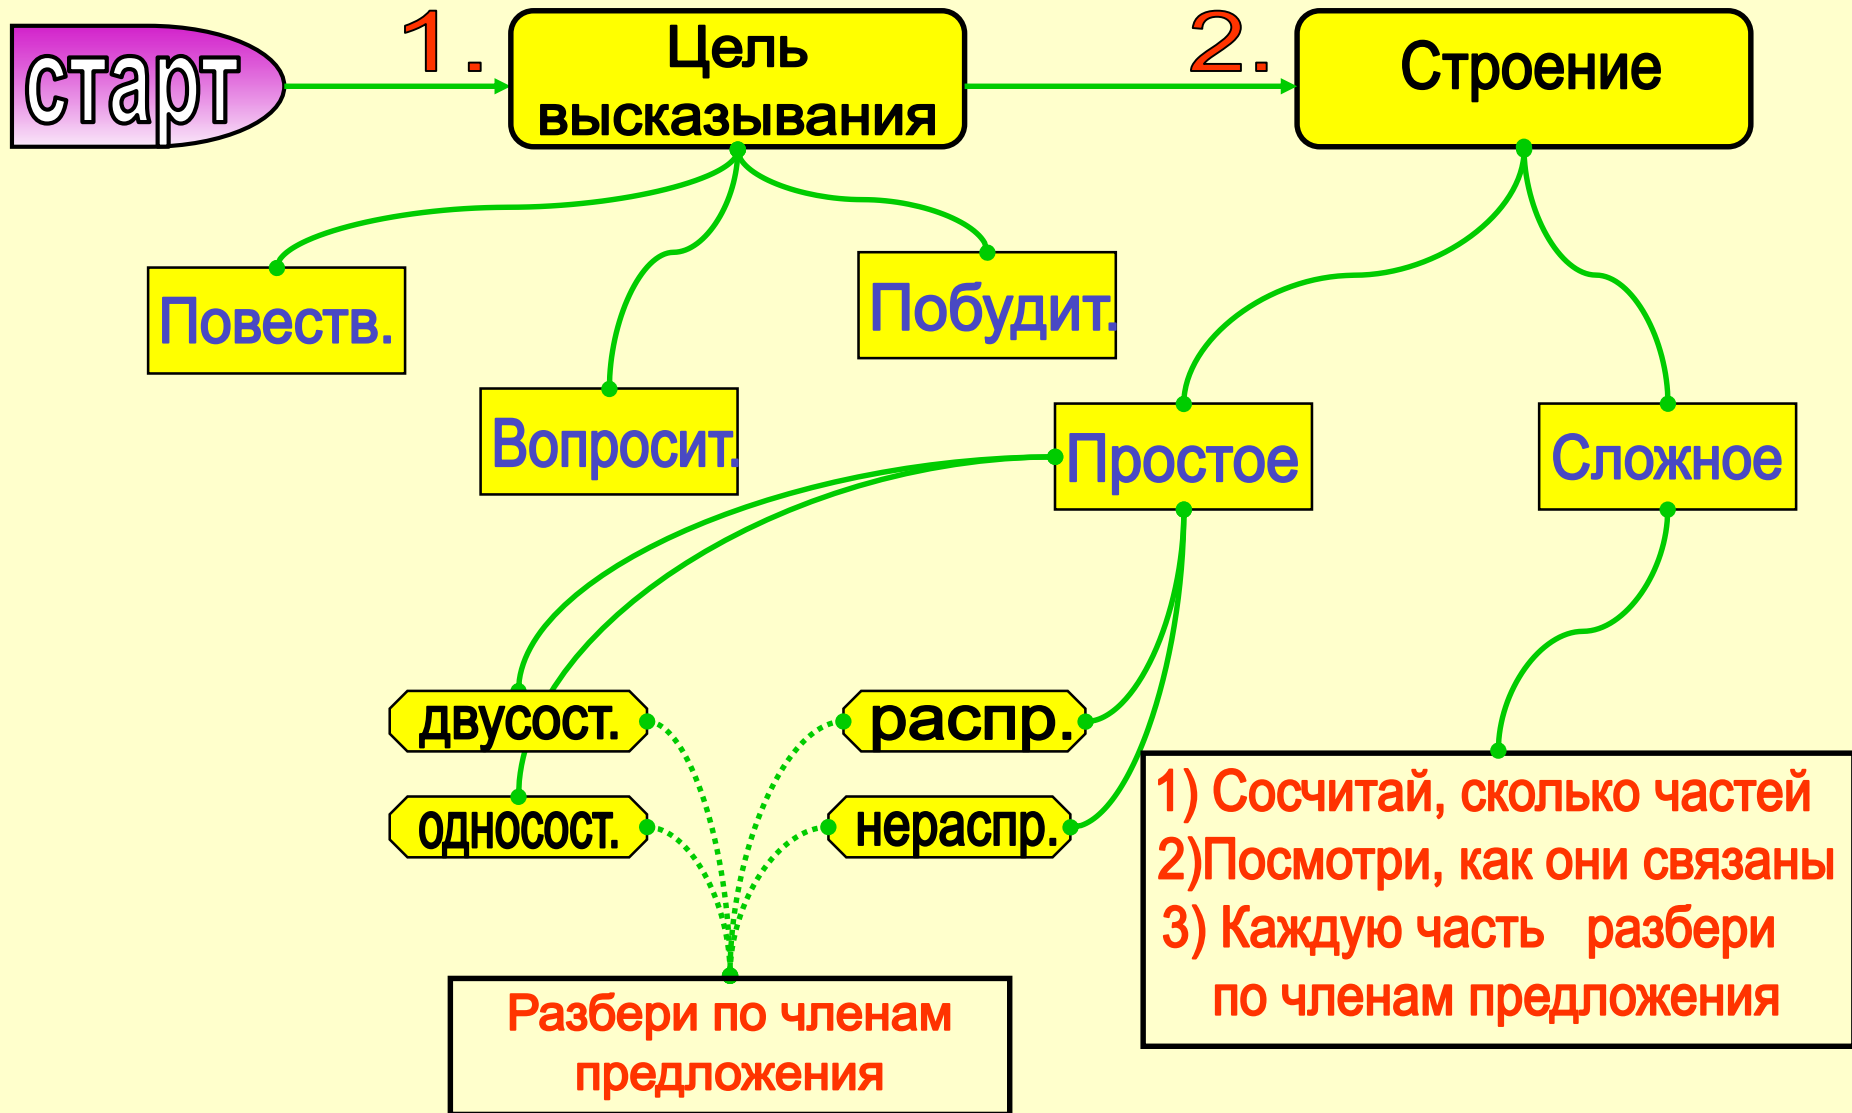 старт
1.
Цель
высказывания
2.
Строение
Повеств.
Вопросит.
Побудит.
Простое
Сложное
двусост.
односост.
распр.
нераспр.
Разбери по членам
предложения
1) Сосчитай, сколько частей
2)Посмотри, как они связаны
3) Каждую часть разбери
по членам предложения